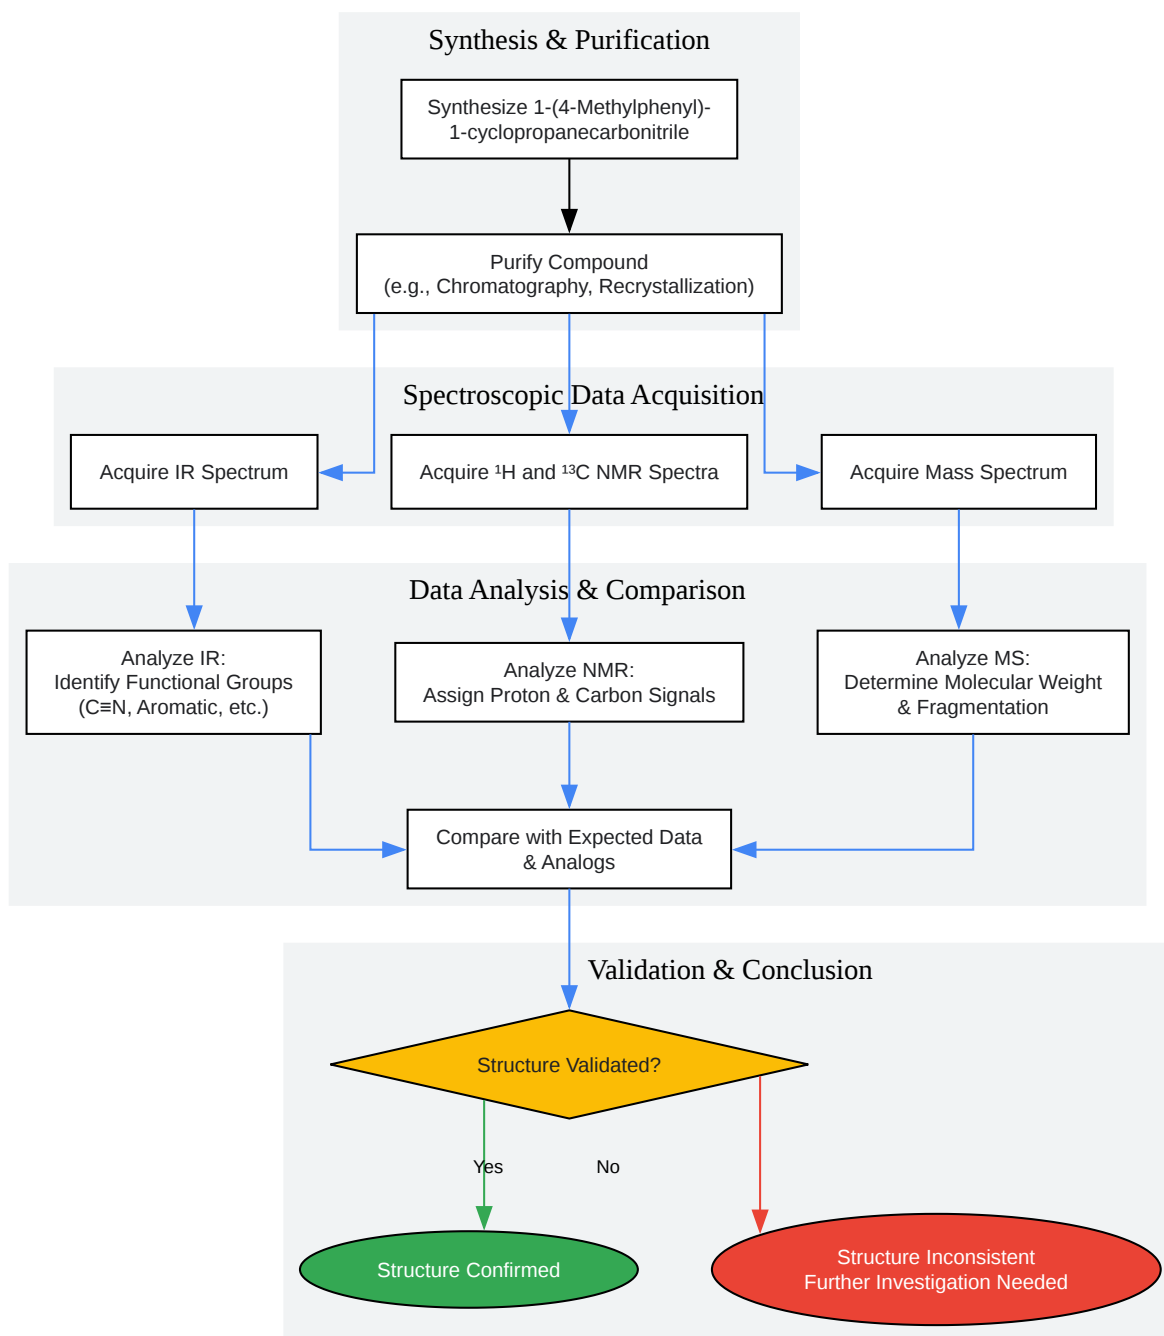 Synthesis & Purification
Synthesize 1-(4-Methylphenyl)-
1-cyclopropanecarbonitrile
Purify Compound
(e.g., Chromatography, Recrystallization)
Spectroscopic Data Acquisition
Acquire IR Spectrum
Acquire ¹H and ¹³C NMR Spectra
Acquire Mass Spectrum
Data Analysis & Comparison
Analyze IR:
Identify Functional Groups
(C≡N, Aromatic, etc.)
Analyze NMR:
Assign Proton & Carbon Signals
Analyze MS:
Determine Molecular Weight
& Fragmentation
Compare with Expected Data
& Analogs
Validation & Conclusion
Structure Validated?
Yes
No
Structure Confirmed
Structure Inconsistent
Further Investigation Needed